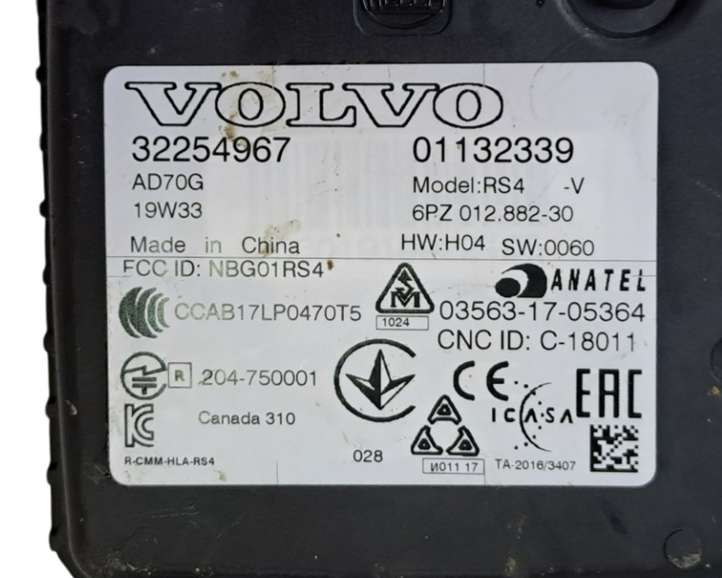 VOLVO
32254967 01132339
AD70G Model:RS4 -V
19W33 6PZ 012.882-30
Made in China HW:H04 SW:0060
FCC ID: NBG01RS4
ANATEL
CCAB17LP0470T5 03563-17-05364
1024
CNC ID: C-18011
R 204-750001
CE EAC
ICASA
Canada 310
R-CMM-HLA-RS4 028 И011 17 TA-2016/3407